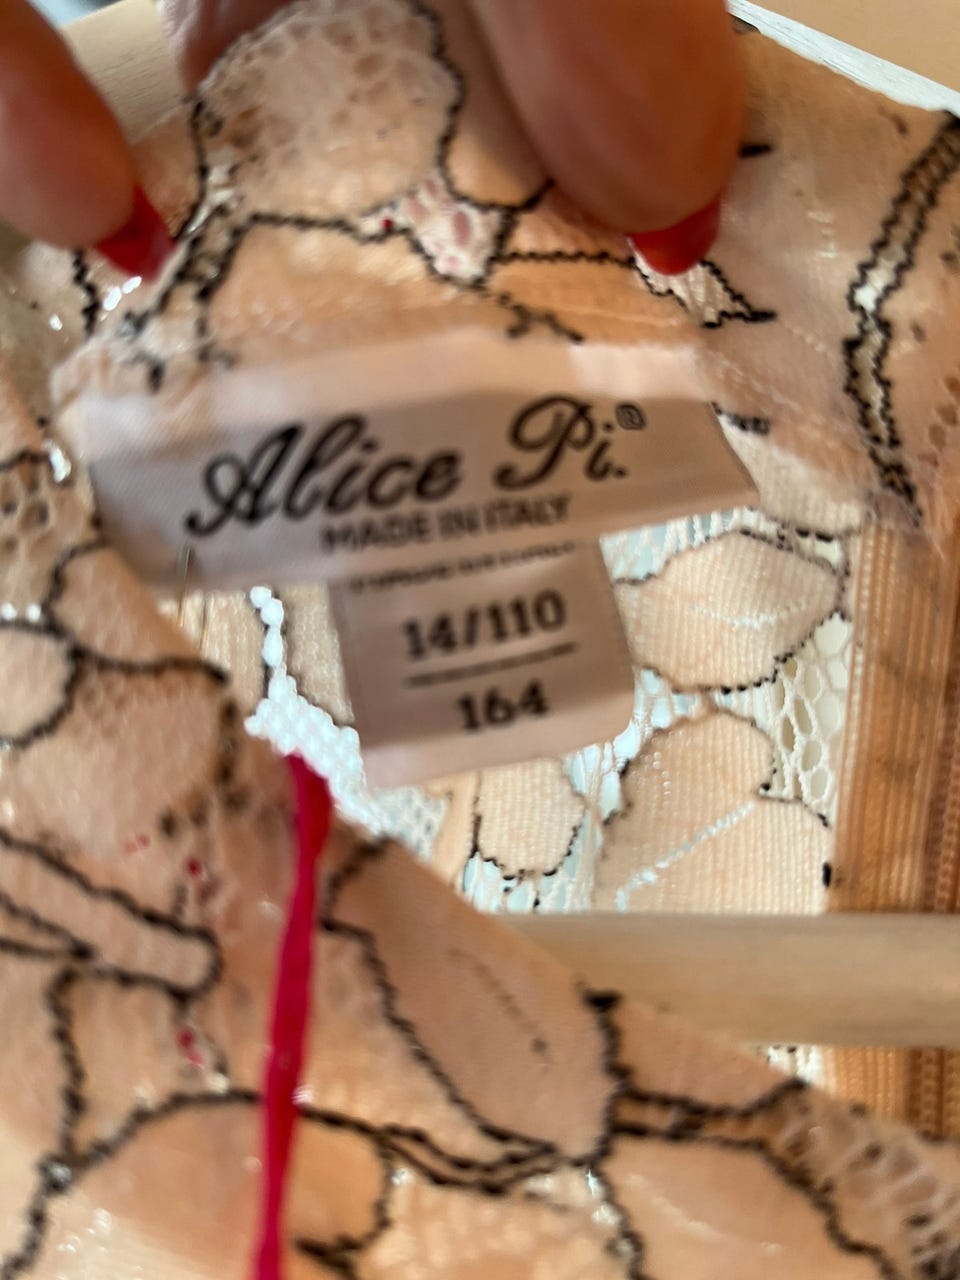 Alice Pi.®
MADE IN ITALY
14/110
164